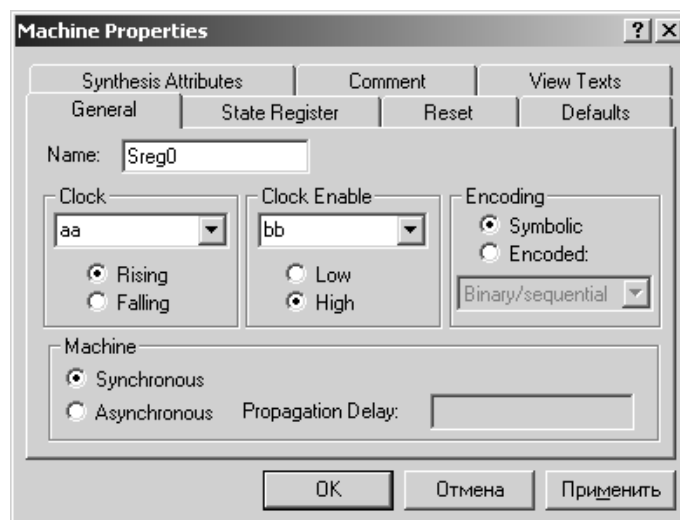 Machine Properties
Synthesis Attributes Comment View Texts
General State Register Reset Defaults
Name: Sreg0
Clock Clock Enable Encoding
aa bb Symbolic
Encoded:
Rising Low
Falling High Binary/sequential
Machine
Synchronous
Asynchronous Propagation Delay:
OK Отмена Применить